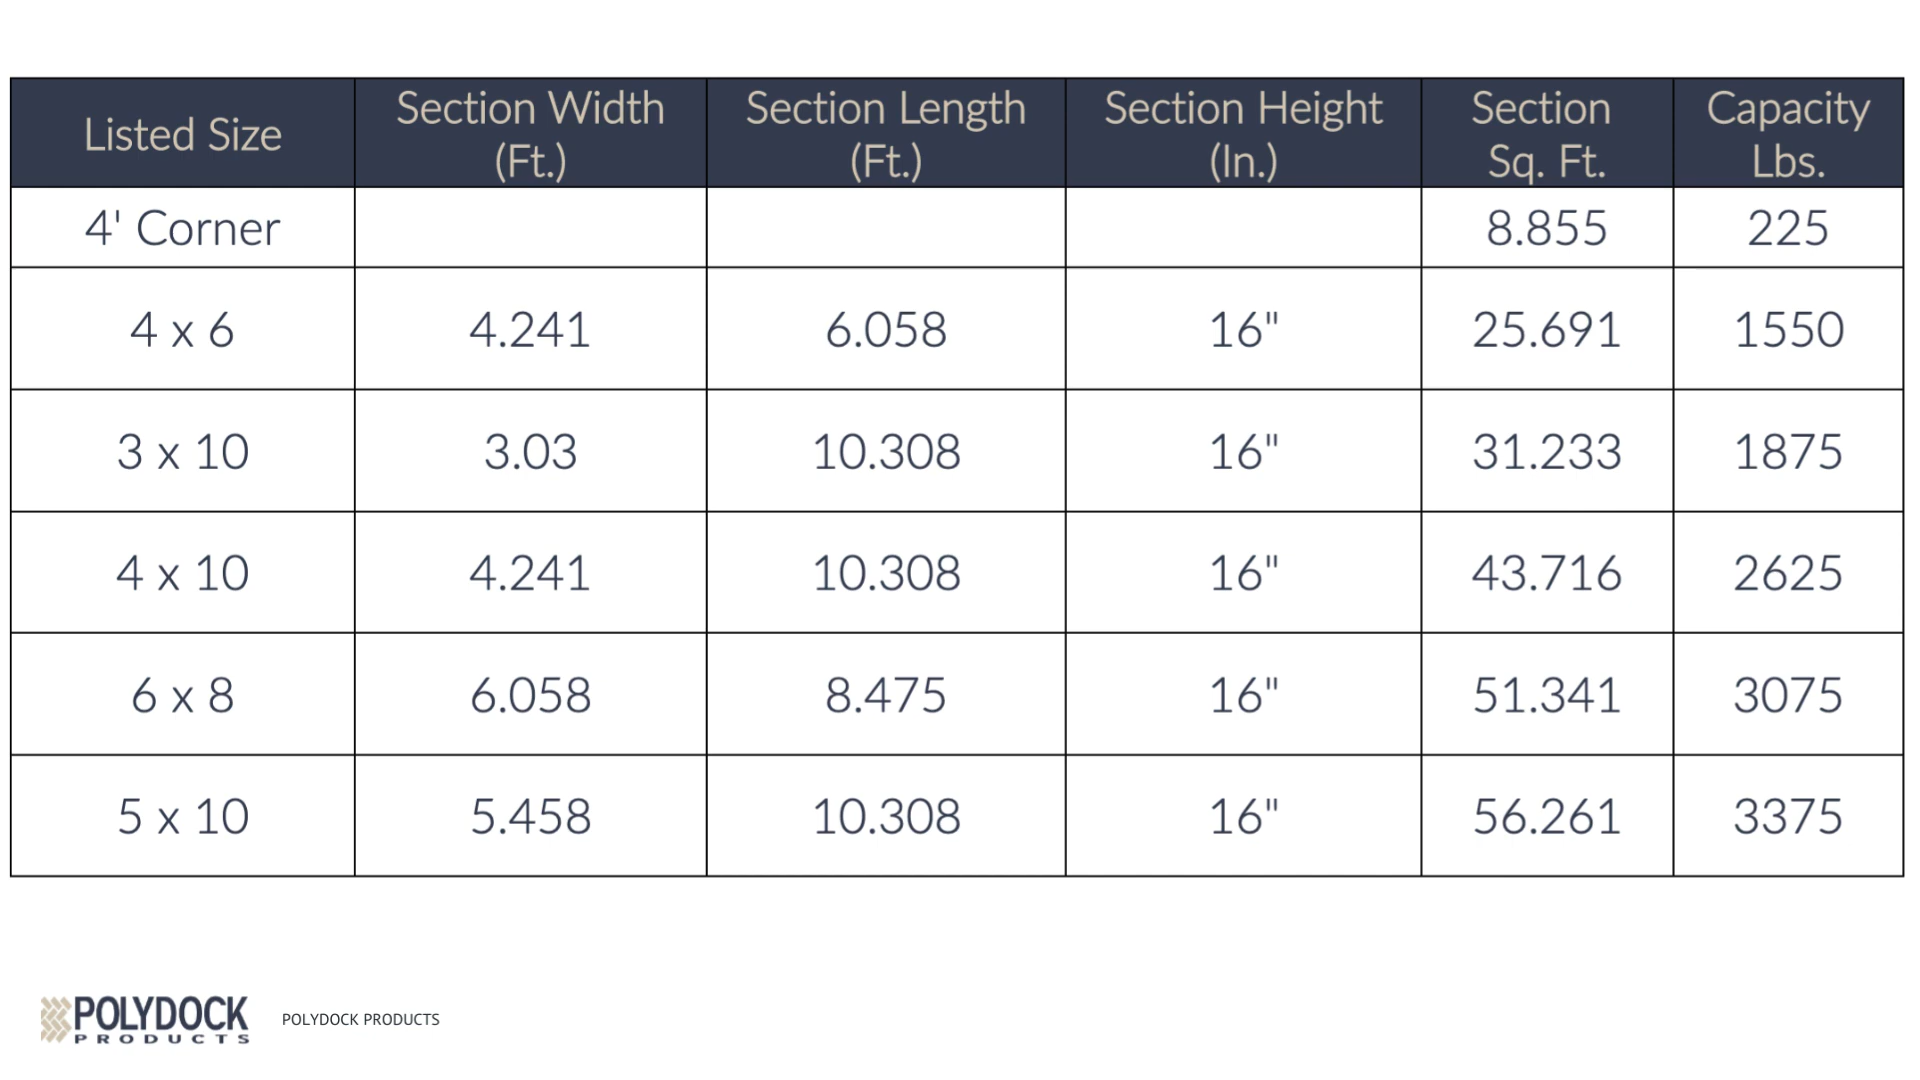 Listed Size
Section Width
(Ft.)
Section Length
(Ft.)
Section Height
(In.)
Section
Sq. Ft.
Capacity
Lbs.
4' Corner 8.855 225
4 x 6 4.241 6.058 16" 25.691 1550
3 x 10 3.03 10.308 16" 31.233 1875
4 x 10 4.241 10.308 16" 43.716 2625
6 x 8 6.058 8.475 16" 51.341 3075
5 x 10 5.458 10.308 16" 56.261 3375
POLYDOCK
PRODUCTS
POLYDOCK PRODUCTS